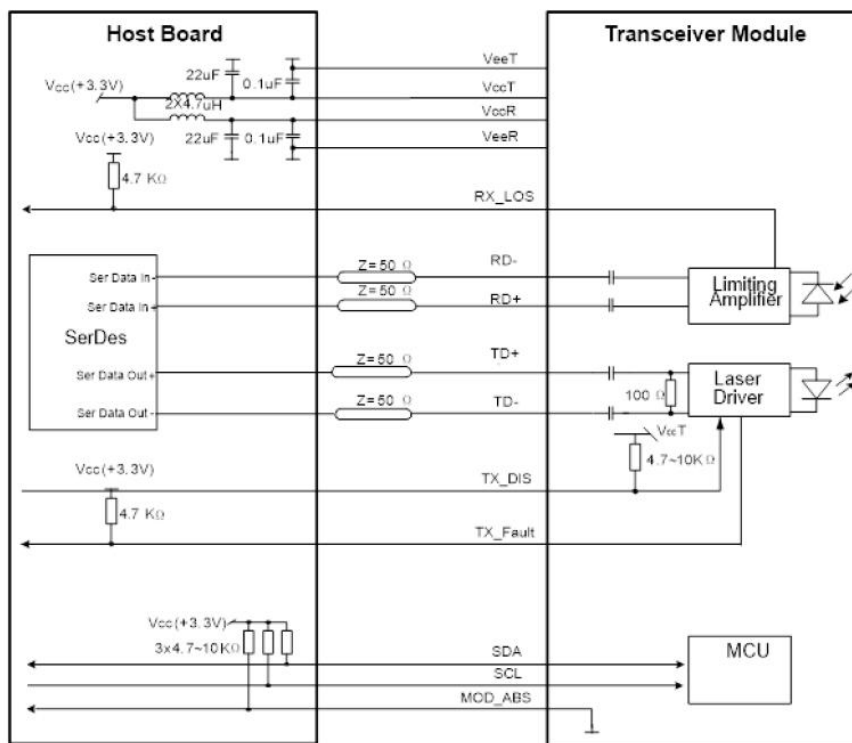 Host Board
Transceiver Module
VeeT
22uF
0.1uF
Vcc(+3.3V)
VccT
2X4.7uH
VccR
Vcc(+3.3V)
22uF
0.1uF
VeeR
4.7 KΩ
RX_LOS
Z=50 Ω
RD-
Ser Data In-
Limiting
Amplifier
Z=50 Ω
RD+
Ser Data In+
SerDes
Z=50 Ω
TD+
Ser Data Out+
Laser
Driver
100 Ω
Z=50 Ω
TD-
Ser Data Out-
VccT
4.7~10KΩ
Vcc(+3.3V)
TX_DIS
4.7 KΩ
TX_Fault
Vcc(+3.3V)
3x4.7~10KΩ
SDA
MCU
SCL
MOD_ABS